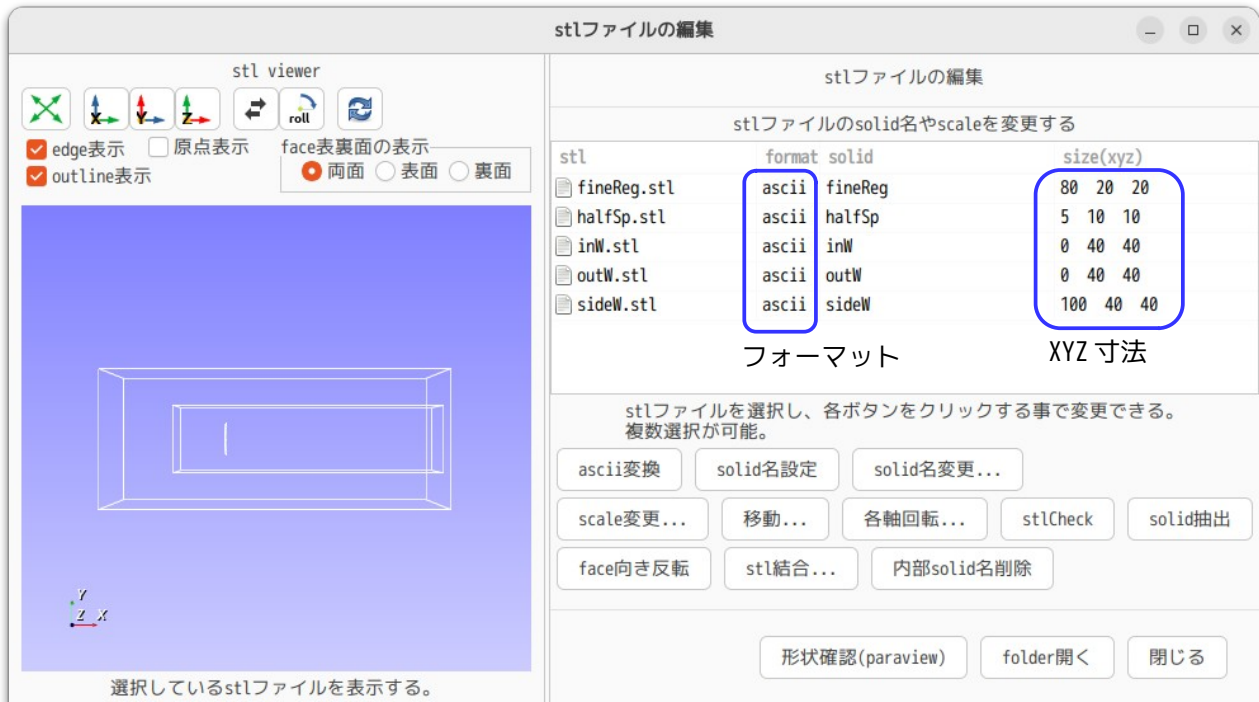 stlファイルの編集
stl viewer
X
Y
Z
roll
edge表示
原点表示
outline表示
face表裏面の表示
両面
表面
裏面
Y
Z X
選択しているstlファイルを表示する。
stlファイルの編集
stlファイルのsolid名やscaleを変更する
stl format solid size(xyz)
fineReg.stl ascii fineReg 80 20 20
halfSp.stl ascii halfSp 5 10 10
inW.stl ascii inW 0 40 40
outW.stl ascii outW 0 40 40
sideW.stl ascii sideW 100 40 40
フォーマット XYZ 寸法
stlファイルを選択し、各ボタンをクリックする事で変更できる。
複数選択が可能。
ascii変換 solid名設定 solid名変更...
scale変更... 移動... 各軸回転... stlCheck solid抽出
face向き反転 stl結合... 内部solid名削除
形状確認(paraview) folder開く 閉じる